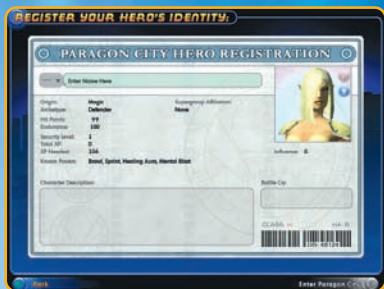 REGISTER YOUR HERO'S IDENTITY:
PARAGON CITY HERO REGISTRATION
Enter Name Here
Origin: Magic Supergroup Affiliation:
Archetype: Defender None
Hit Points: 99
Endurance: 100
Security Level: 1
Total XP: 0
XP Needed: 106
Influence: 0
Known Powers: Brawl, Sprint, Healing Aura, Mental Blast
Character Description: Battle Cry:
CLASS:
Back Enter Paragon City